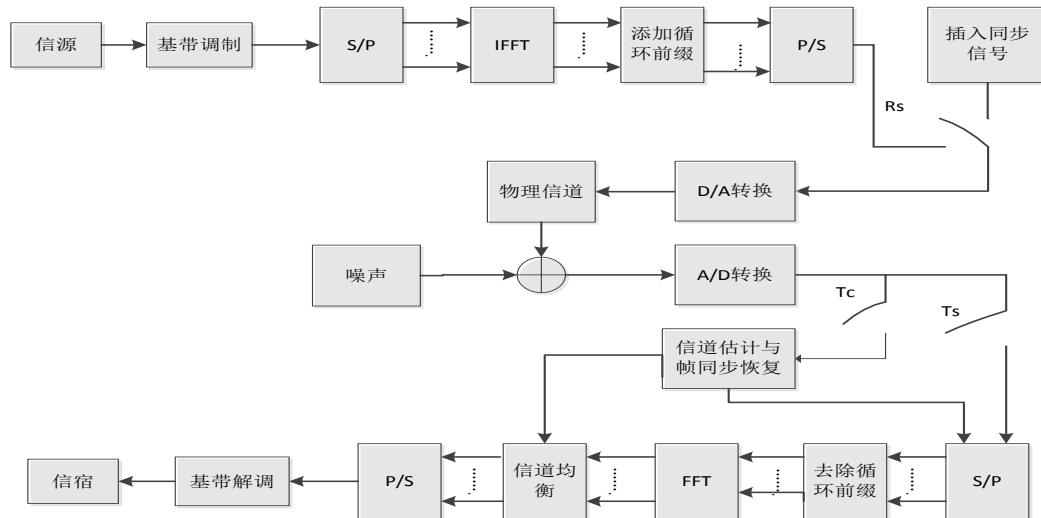 信源
基带调制
S/P
IFFT
添加循
环前缀
P/S
插入同步
信号
Rs
物理信道
D/A转换
噪声
A/D转换
Tc
Ts
信道估计与
帧同步恢复
信宿
基带解调
P/S
信道均
衡
FFT
去除循
环前缀
S/P